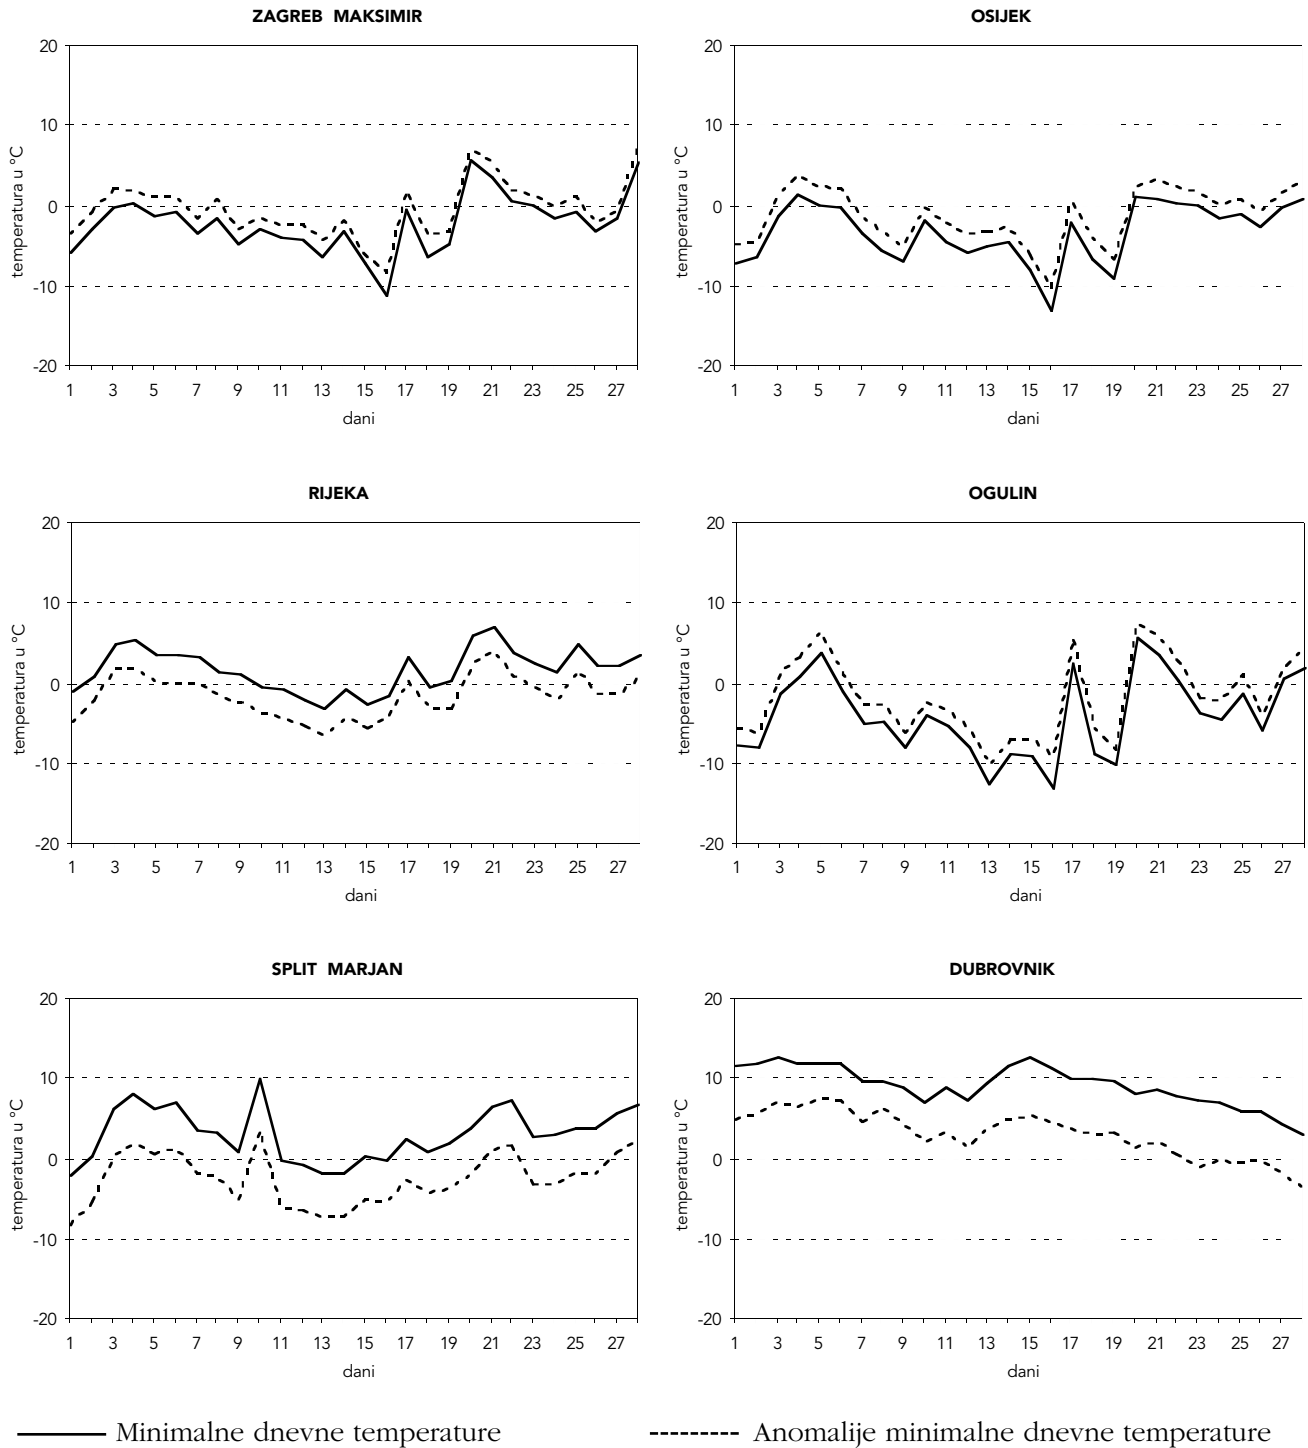 ZAGREB MAKSIMIR
20
10
0
-10
-20
temperatura u °C
1 3 5 7 9 11 13 15 17 19 21 23 25 27
dani
OSIJEK
20
10
0
-10
-20
temperatura u °C
1 3 5 7 9 11 13 15 17 19 21 23 25 27
dani
RIJEKA
20
10
0
-10
-20
temperatura u °C
1 3 5 7 9 11 13 15 17 19 21 23 25 27
dani
OGULIN
20
10
0
-10
-20
temperatura u °C
1 3 5 7 9 11 13 15 17 19 21 23 25 27
dani
SPLIT MARJAN
20
10
0
-10
-20
temperatura u °C
1 3 5 7 9 11 13 15 17 19 21 23 25 27
dani
DUBROVNIK
20
10
0
-10
-20
temperatura u °C
1 3 5 7 9 11 13 15 17 19 21 23 25 27
dani
Minimalne dnevne temperature
Anomalije minimalne dnevne temperature